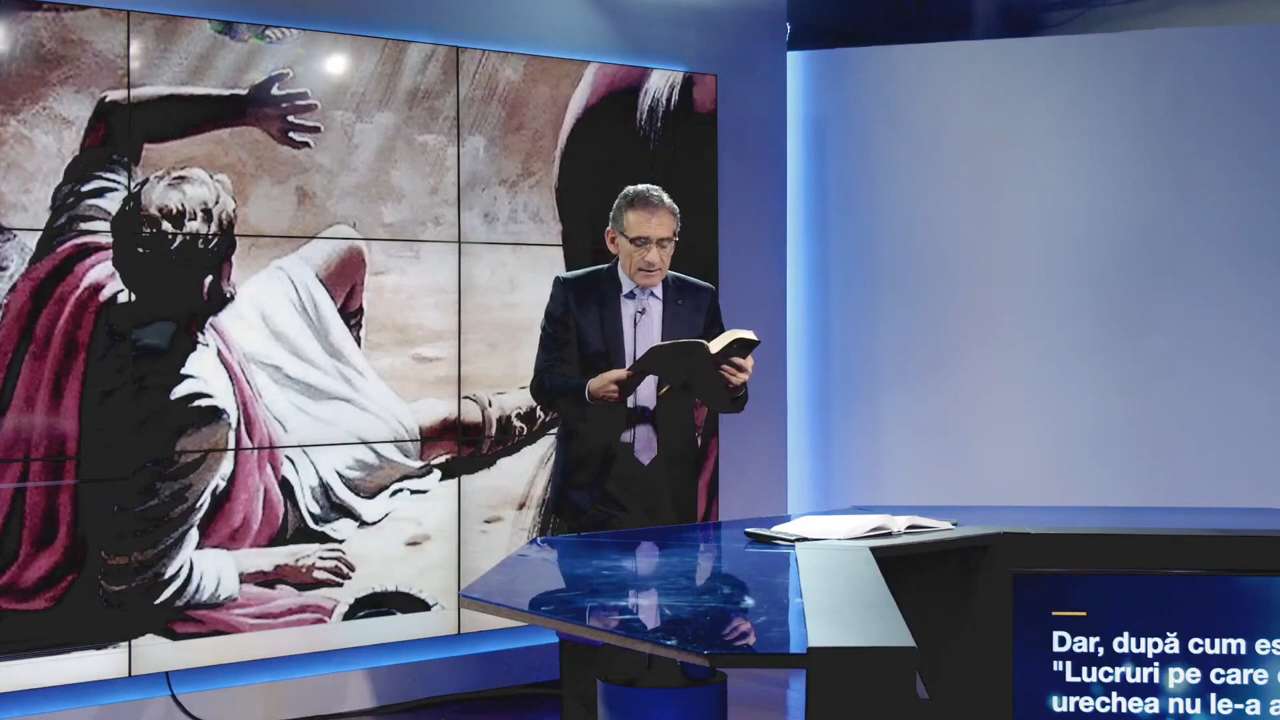 Dar, după cum es
"Lucruri pe care
urechea nu le-a a